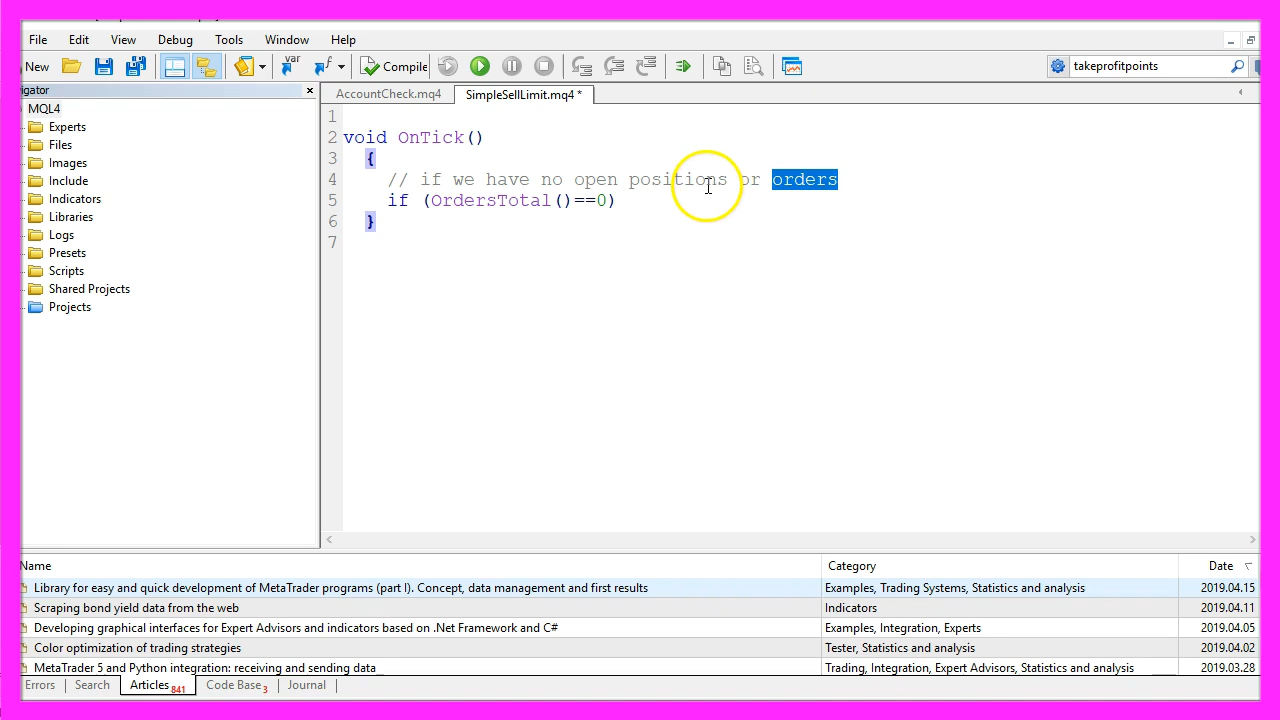 File Edit View Debug Tools Window Help
New var Compile takeprofitpoints
MQL4
Experts
Files
Images
Include
Indicators
Libraries
Logs
Presets
Scripts
Shared Projects
Projects
AccountCheck.mq4 SimpleSellLimit.mq4 *
1
2 void OnTick()
3 {
4 // if we have no open positions or orders
5 if (OrdersTotal()==0)
6 }
7
Name Category Date
Library for easy and quick development of MetaTrader programs (part I). Concept, data management and first results Examples, Trading Systems, Statistics and analysis 2019.04.15
Scraping bond yield data from the web Indicators 2019.04.11
Developing graphical interfaces for Expert Advisors and indicators based on .Net Framework and C# Examples, Integration, Experts 2019.04.05
Color optimization of trading strategies Tester, Statistics and analysis 2019.04.02
MetaTrader 5 and Python integration: receiving and sending data Trading, Integration, Expert Advisors, Statistics and analysis 2019.03.28
Errors Search Articles 841 Code Base 3 Journal